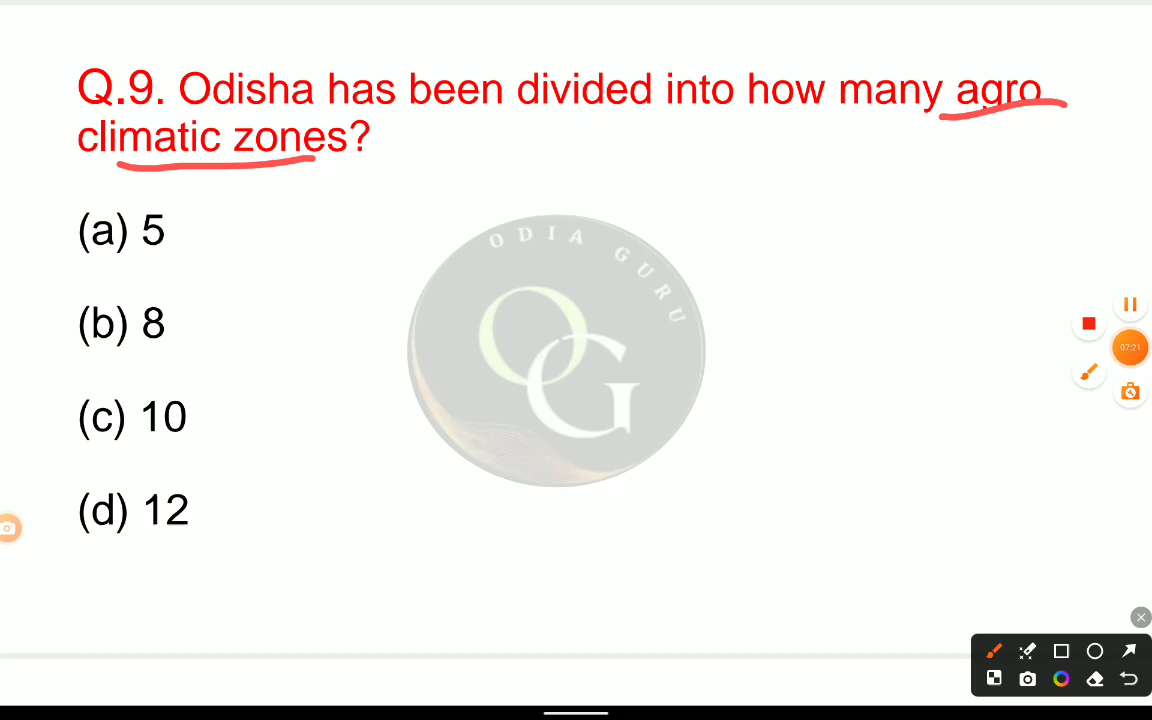 Q.9. Odisha has been divided into how many agro
climatic zones?
(a) 5
(b) 8
(c) 10
(d) 12
ODIA GURU
OG
07:21